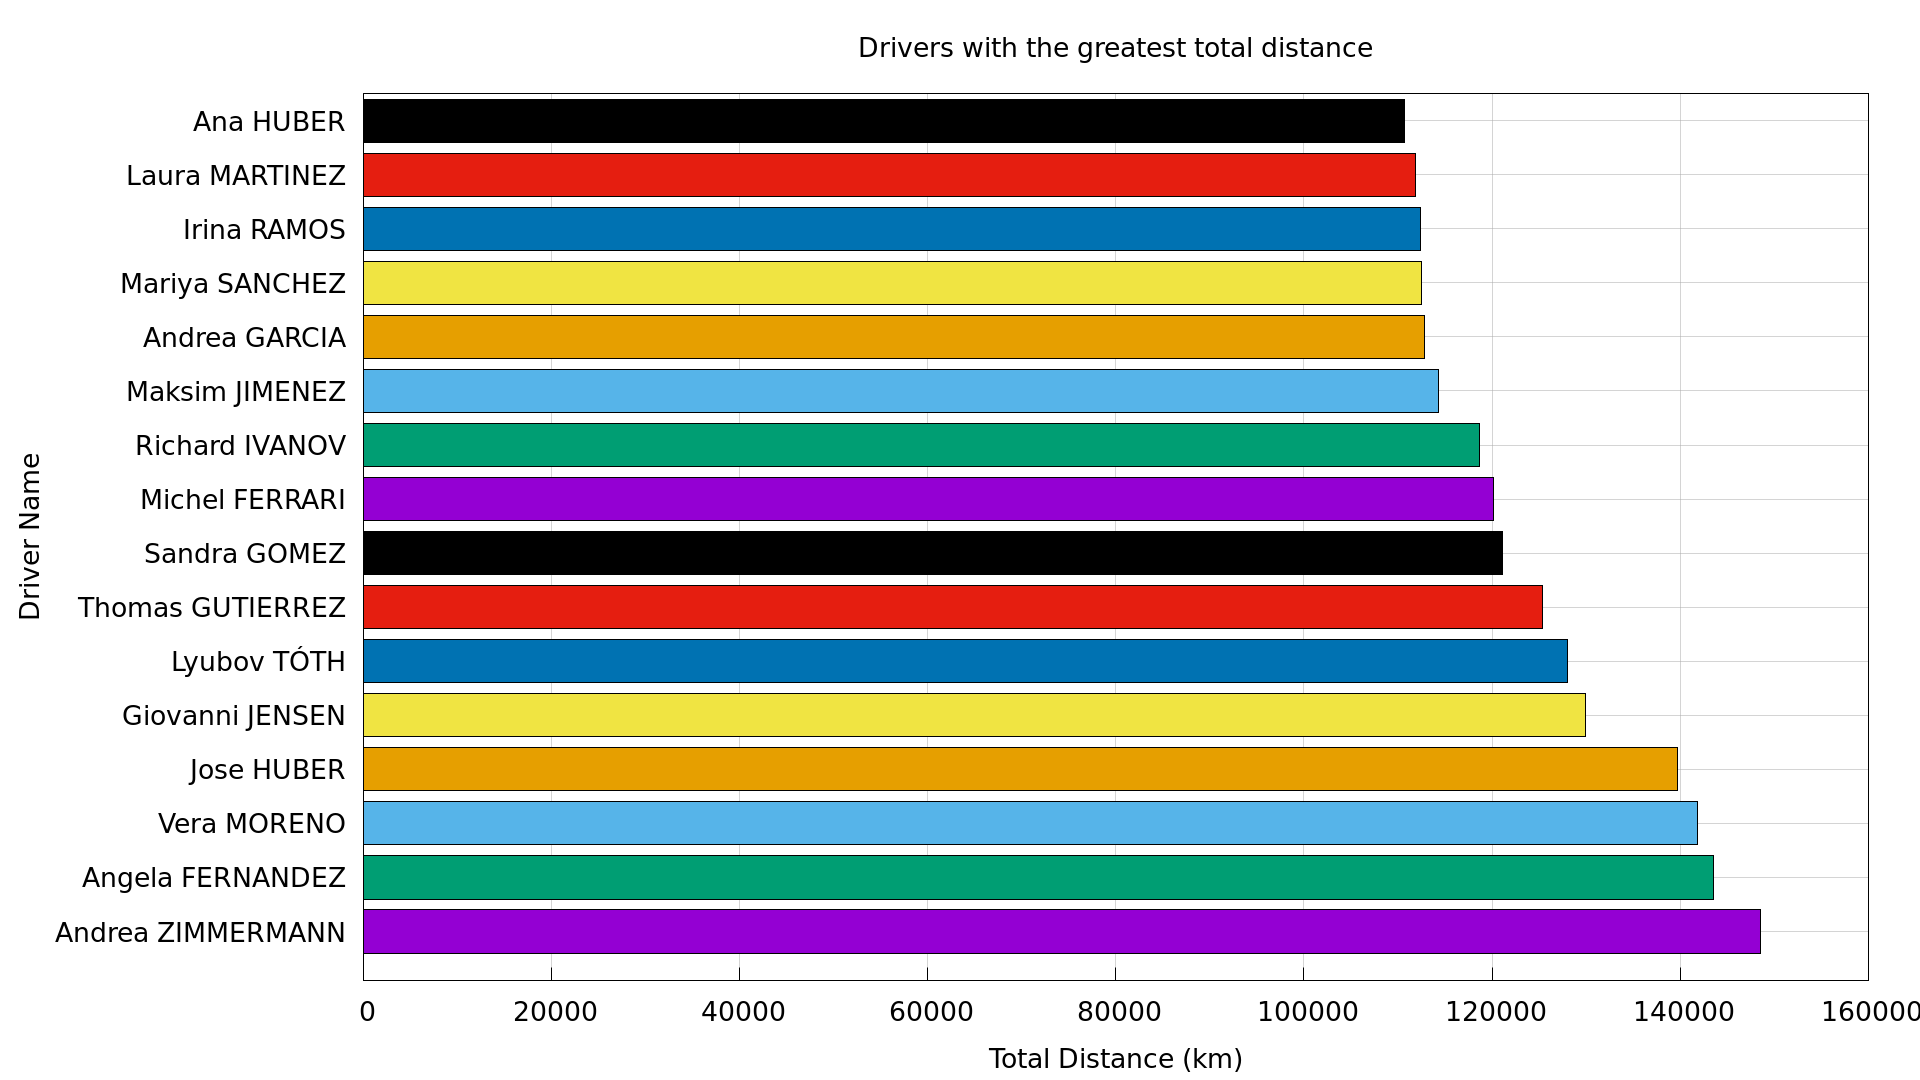 Drivers with the greatest total distance
Ana HUBER
Laura MARTINEZ
Irina RAMOS
Mariya SANCHEZ
Andrea GARCIA
Maksim JIMENEZ
Richard IVANOV
Michel FERRARI
Sandra GOMEZ
Thomas GUTIERREZ
Lyubov TÓTH
Giovanni JENSEN
Jose HUBER
Vera MORENO
Angela FERNANDEZ
Andrea ZIMMERMANN
Driver Name
0 20000 40000 60000 80000 100000 120000 140000 160000
Total Distance (km)